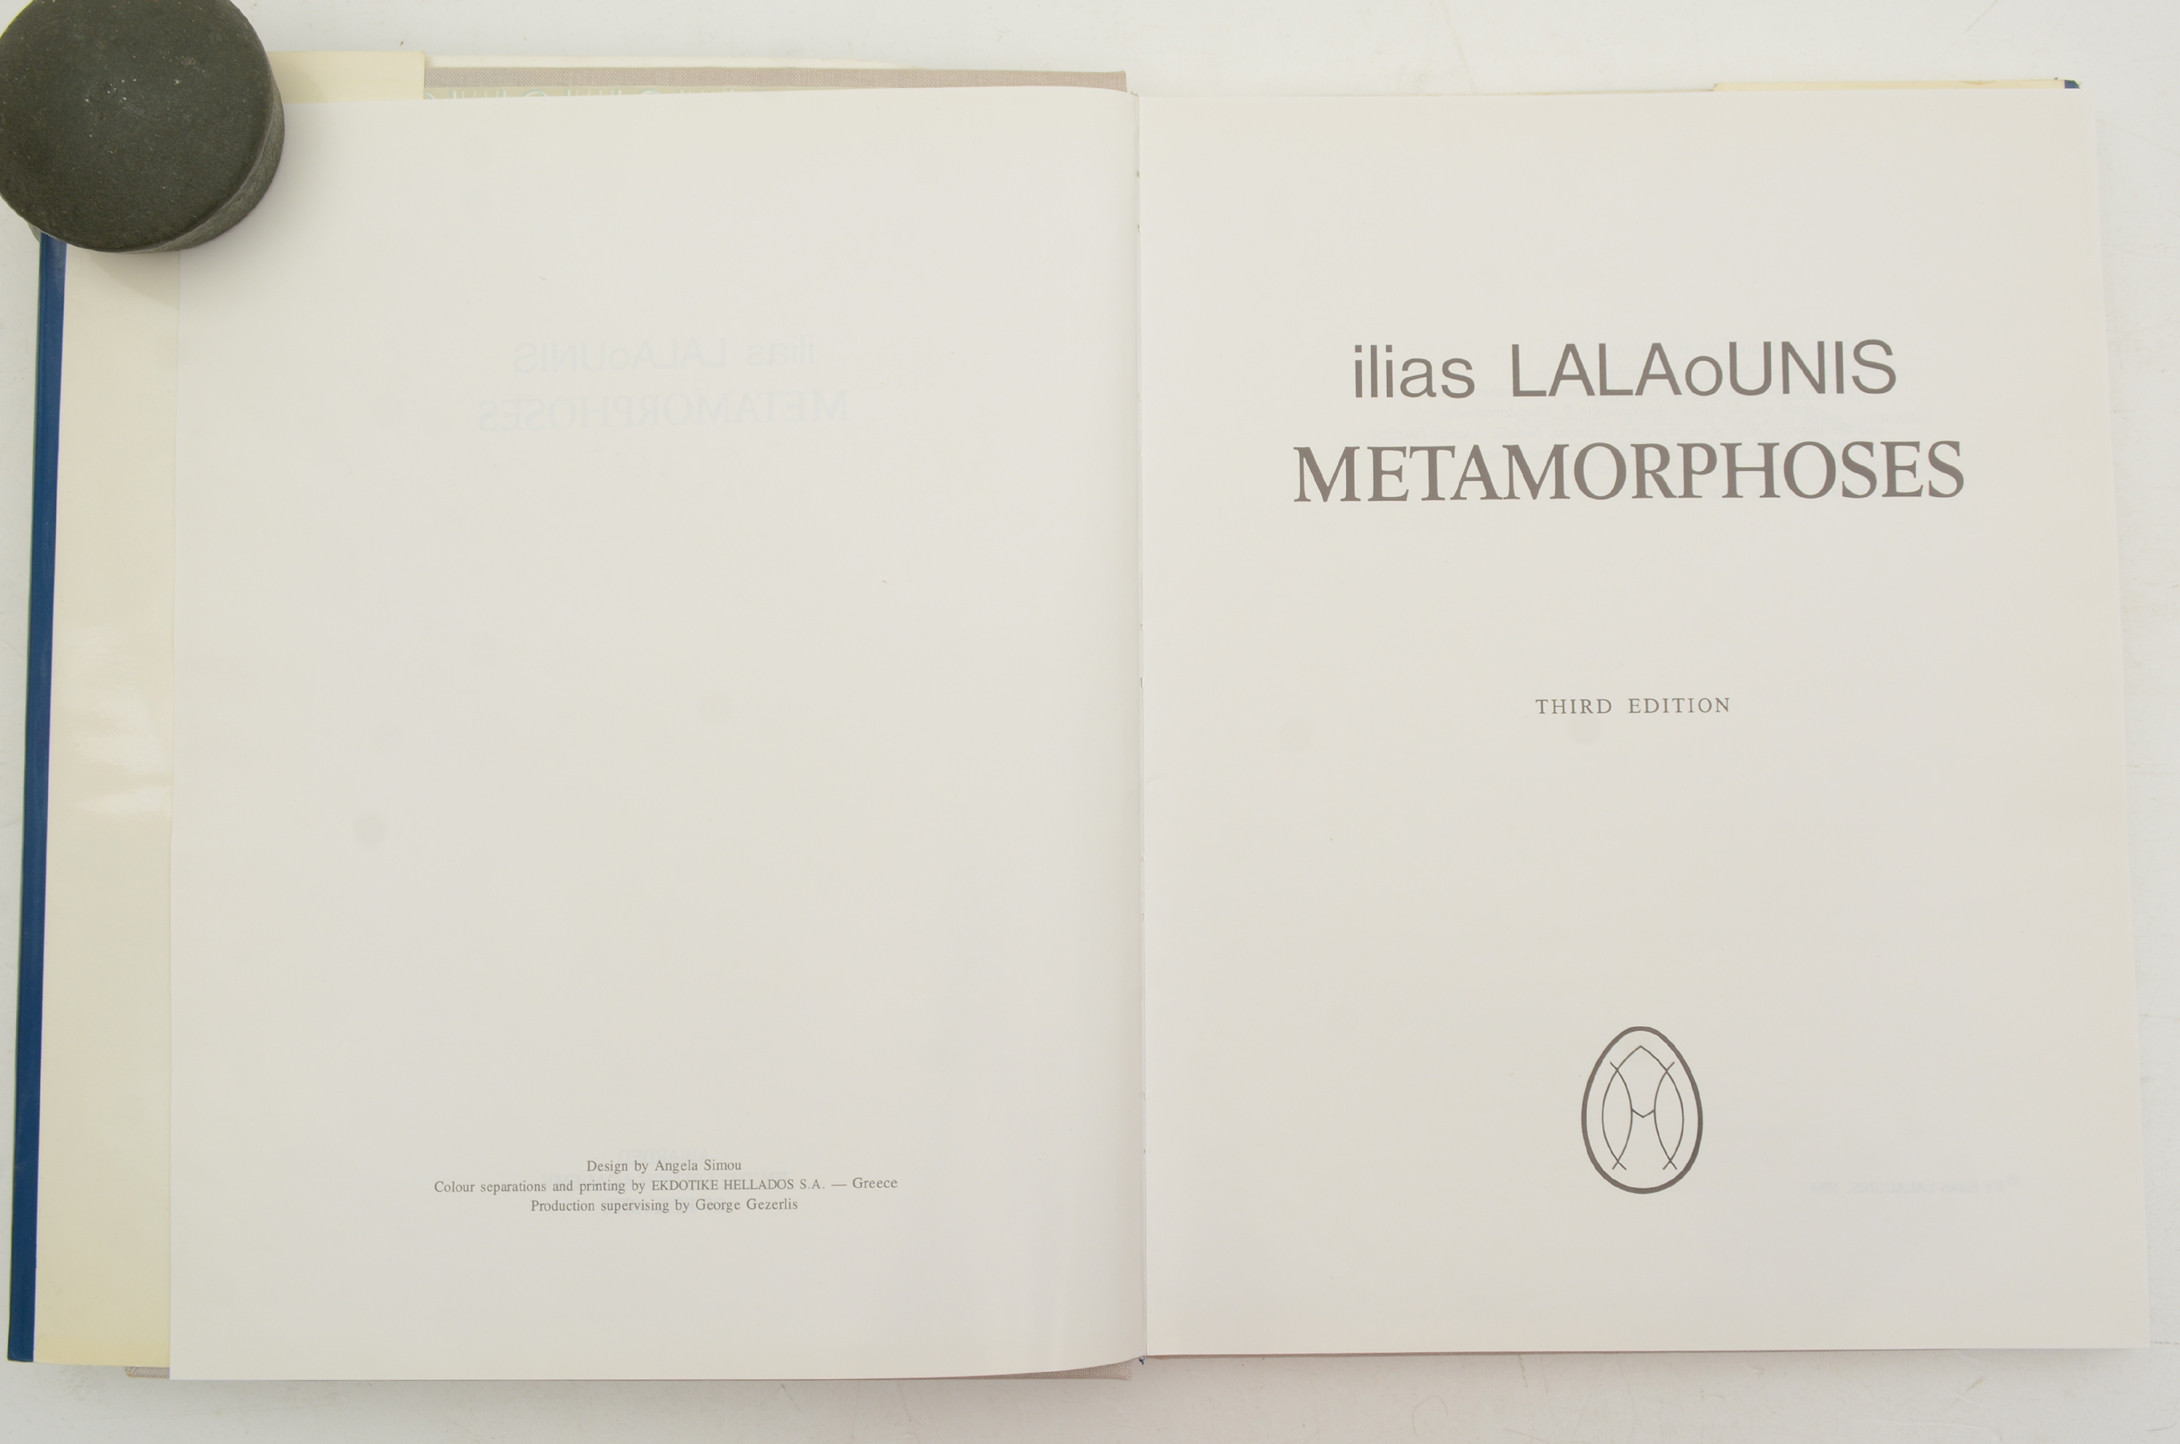 Design by Angela Simou
Colour separations and printing by EKDOTIKE HELLADOS S.A. — Greece
Production supervising by George Gezerlis
ilias LALAoUNIS
METAMORPHOSES
THIRD EDITION